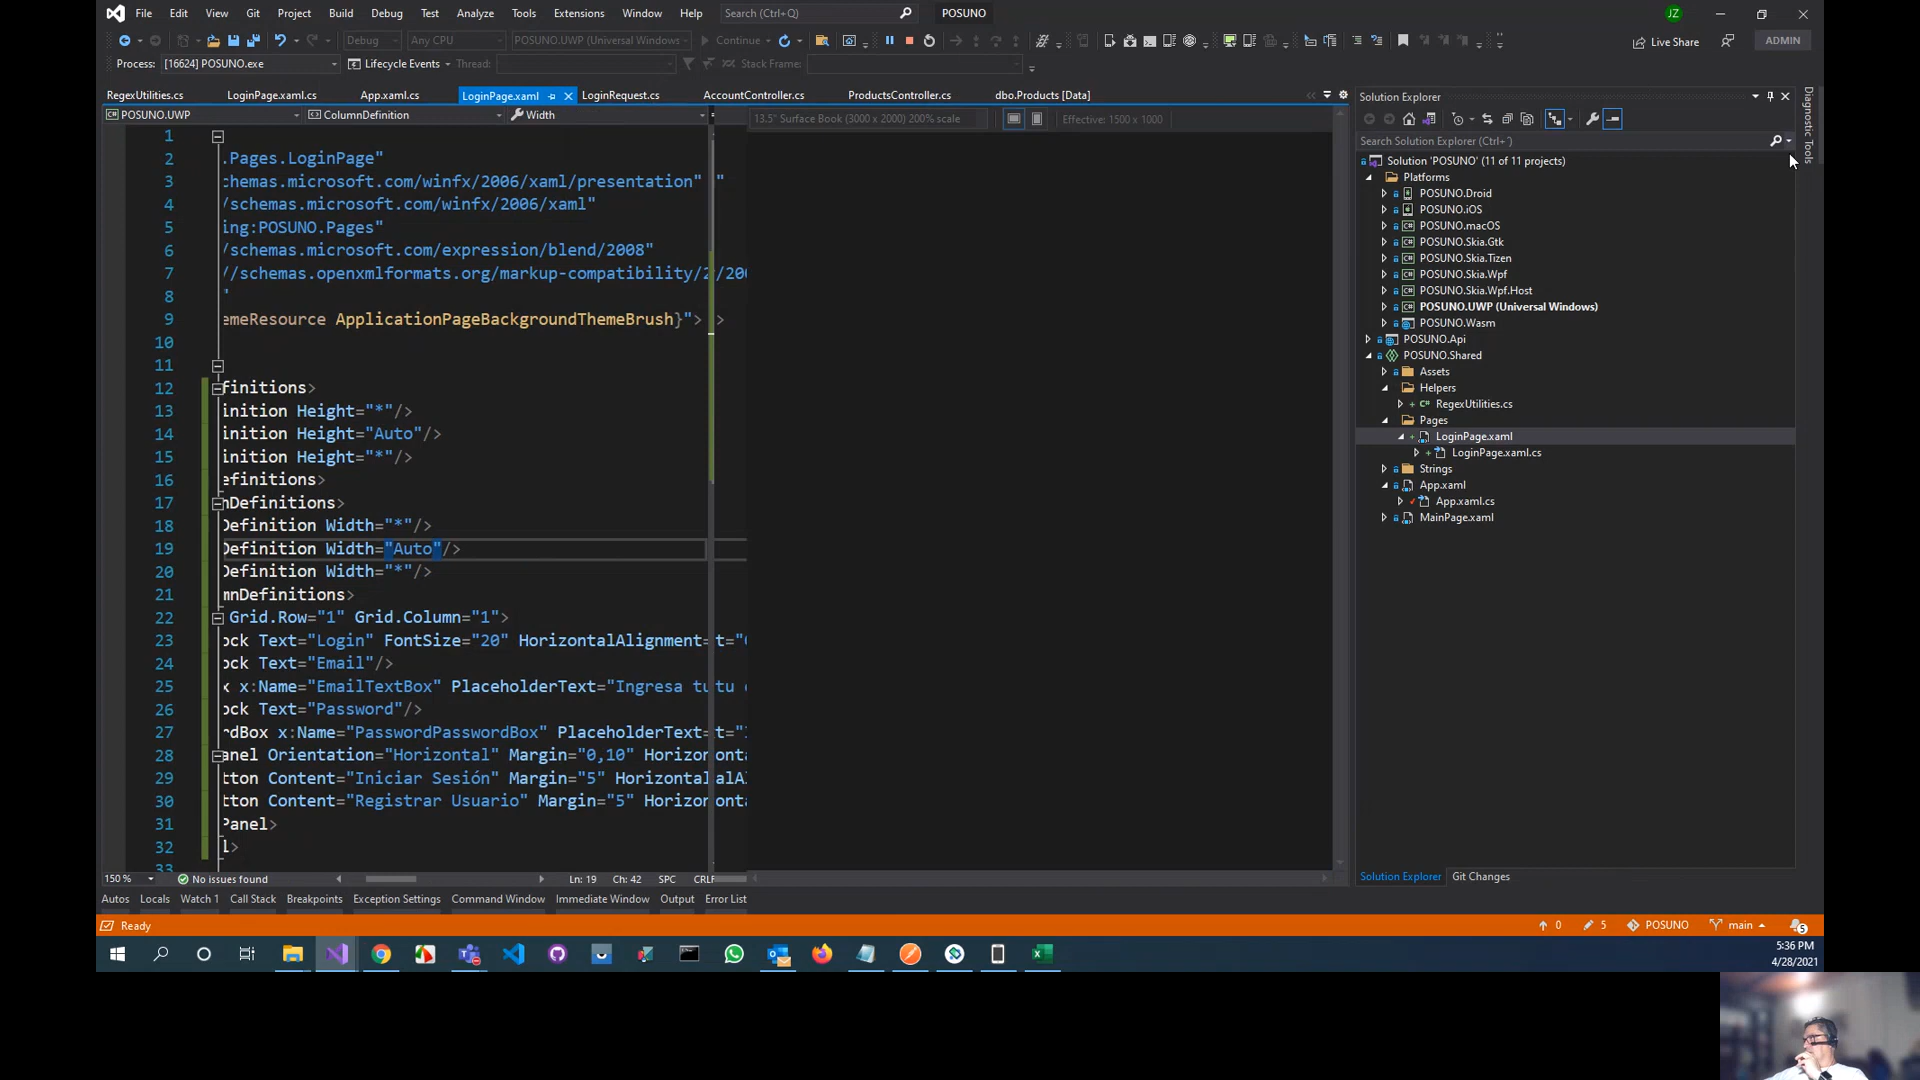 File Edit View Git Project Build Debug Test Analyze Tools Extensions Window Help Search (Ctrl+Q) POSUNO JZ
Debug Any CPU POSUNO.UWP (Universal Windows) Continue Live Share ADMIN
Process: [16624] POSUNO.exe Lifecycle Events Thread: Stack Frame:
RegexUtilities.cs LoginPage.xaml.cs App.xaml.cs LoginPage.xaml LoginRequest.cs AccountController.cs ProductsController.cs dbo.Products [Data]
POSUNO.UWP ColumnDefinition Width
13.5" Surface Book (3000 x 2000) 200% scale Effective: 1500 x 1000
1
2 .Pages.LoginPage"
3 chemas.microsoft.com/winfx/2006/xaml/presentation" "
4 /schemas.microsoft.com/winfx/2006/xaml"
5 ing:POSUNO.Pages"
6 /schemas.microsoft.com/expression/blend/2008"
7 //schemas.openxmlformats.org/markup-compatibility/2/200
8 "
9 emeResource ApplicationPageBackgroundThemeBrush}"> >
10
11
12 finitions>
13 inition Height="*"/>
14 inition Height="Auto"/>
15 inition Height="*"/>
16 efinitions>
17 nDefinitions>
18 Definition Width="*"/>
19 Definition Width="Auto"/>
20 Definition Width="*"/>
21 mnDefinitions>
22 Grid.Row="1" Grid.Column="1">
23 ock Text="Login" FontSize="20" HorizontalAlignment=t="
24 ock Text="Email"/>
25 x x:Name="EmailTextBox" PlaceholderText="Ingresa tutu
26 ock Text="Password"/>
27 rdBox x:Name="PasswordPasswordBox" PlaceholderText=t="
28 anel Orientation="Horizontal" Margin="0,10" Horizonta
29 tton Content="Iniciar Sesión" Margin="5" HorizontalalAl
30 tton Content="Registrar Usuario" Margin="5" Horizonta
31 Panel>
32 l>
33
150 % No issues found Ln: 19 Ch: 42 SPC CRLF
Autos Locals Watch 1 Call Stack Breakpoints Exception Settings Command Window Immediate Window Output Error List
Solution Explorer
Search Solution Explorer (Ctrl+´)
Solution 'POSUNO' (11 of 11 projects)
Platforms
POSUNO.Droid
POSUNO.iOS
POSUNO.macOS
POSUNO.Skia.Gtk
POSUNO.Skia.Tizen
POSUNO.Skia.Wpf
POSUNO.Skia.Wpf.Host
POSUNO.UWP (Universal Windows)
POSUNO.Wasm
POSUNO.Api
POSUNO.Shared
Assets
Helpers
RegexUtilities.cs
Pages
LoginPage.xaml
LoginPage.xaml.cs
Strings
App.xaml
App.xaml.cs
MainPage.xaml
Solution Explorer Git Changes
Diagnostic Tools
Ready 0 5 POSUNO main 5
5:36 PM
4/28/2021